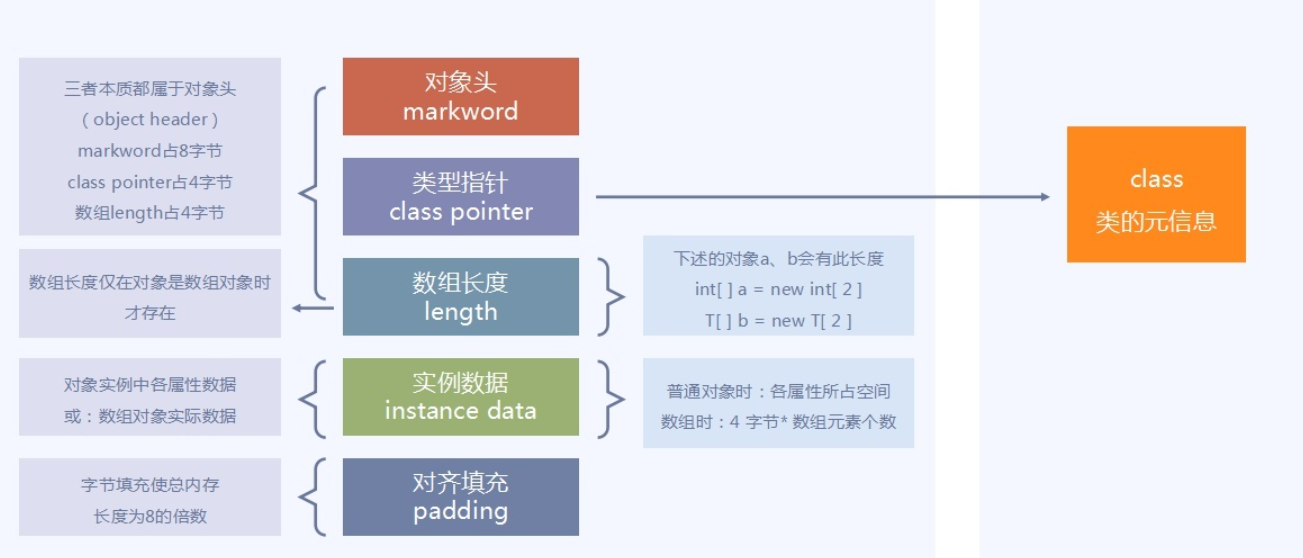 三者本质都属于对象头
（object header）
markword占8字节
class pointer占4字节
数组length占4字节
对象头
markword
类型指针
class pointer
class
类的元信息
数组长度仅在对象是数组对象时
才存在
数组长度
length
下述的对象a、b会有此长度
int[ ] a = new int[ 2 ]
T[ ] b = new T[ 2 ]
对象实例中各属性数据
或：数组对象实际数据
实例数据
instance data
普通对象时：各属性所占空间
数组时：4 字节* 数组元素个数
字节填充使总内存
长度为8的倍数
对齐填充
padding